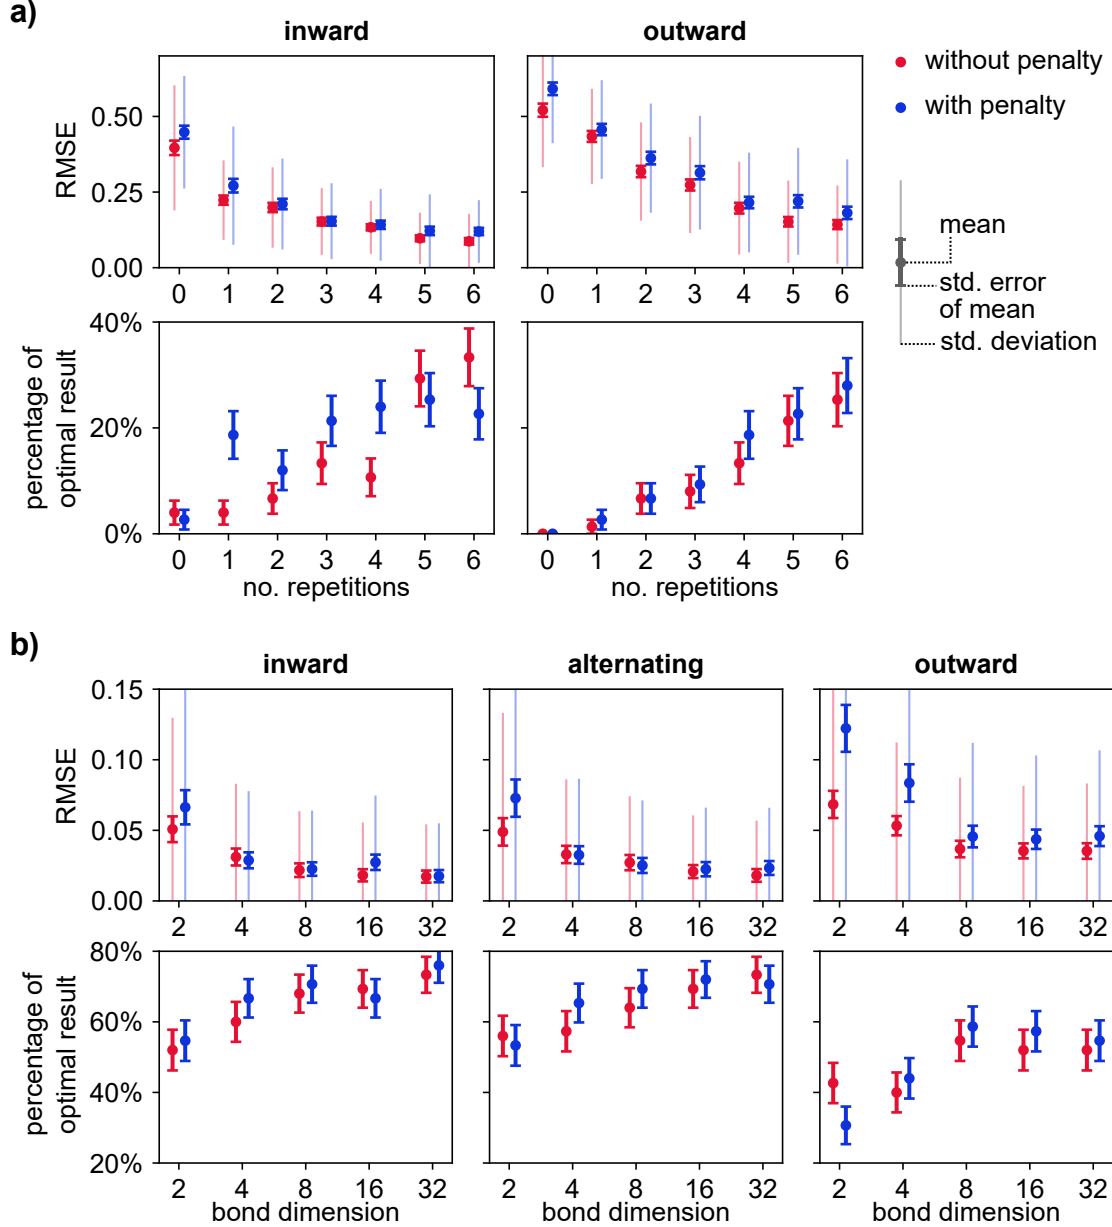 a)
inward
outward
without penalty
with penalty
RMSE
0.50
0.25
0.00
0 1 2 3 4 5 6
0 1 2 3 4 5 6
mean
std. error
of mean
std. deviation
percentage of
optimal result
40%
20%
0%
0 1 2 3 4 5 6
0 1 2 3 4 5 6
no. repetitions
no. repetitions
b)
inward
alternating
outward
RMSE
0.15
0.10
0.05
0.00
2 4 8 16 32
2 4 8 16 32
2 4 8 16 32
percentage of
optimal result
80%
60%
40%
20%
2 4 8 16 32
2 4 8 16 32
2 4 8 16 32
bond dimension
bond dimension
bond dimension